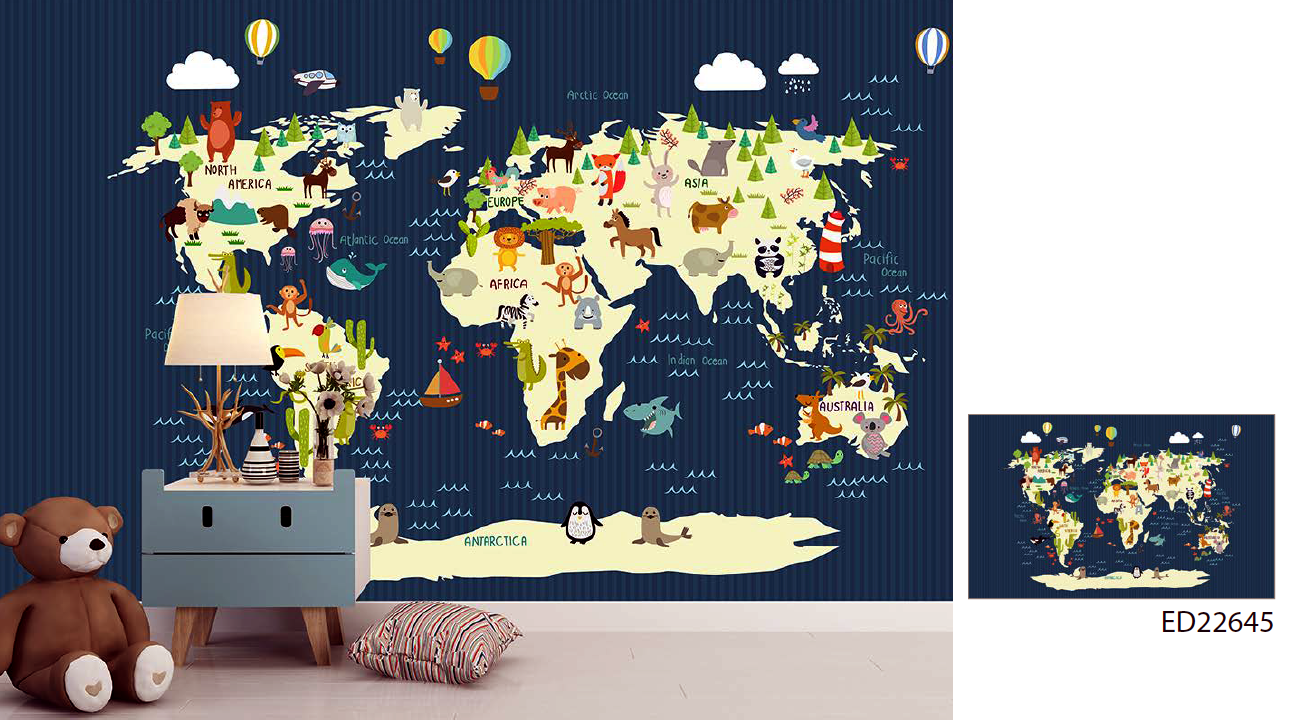 Arctic Ocean
NORTH
AMERICA
ASIA
EUROPE
Atlantic Ocean
Pacific
Ocean
AFRICA
Indian Ocean
AUSTRALIA
ANTARCTICA
ED22645